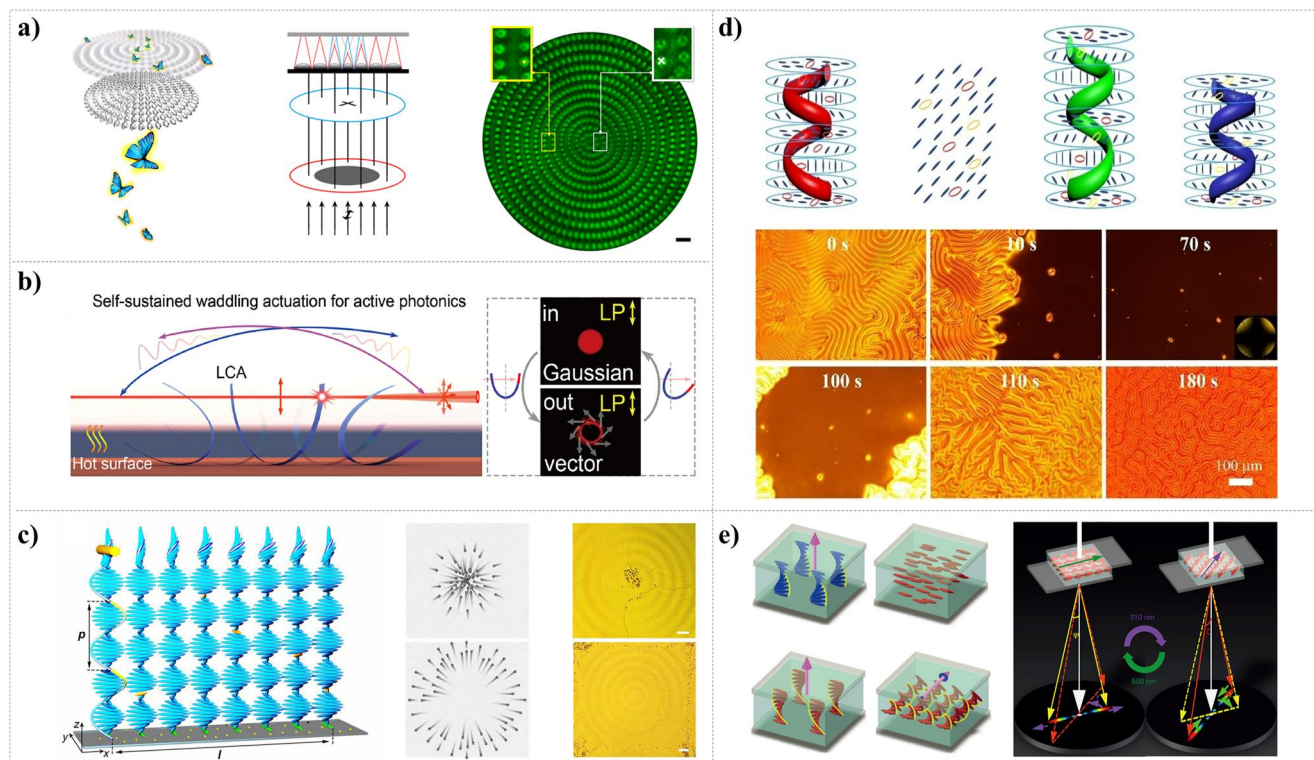 a)
b)
Self-sustained waddling actuation for active photonics
LCA
Hot surface
in
LP
Gaussian
out
LP
vector
c)
p
z
y
x
l
d)
0 s
10 s
70 s
100 s
110 s
180 s
100 μm
e)
ψ
310 nm
550 nm